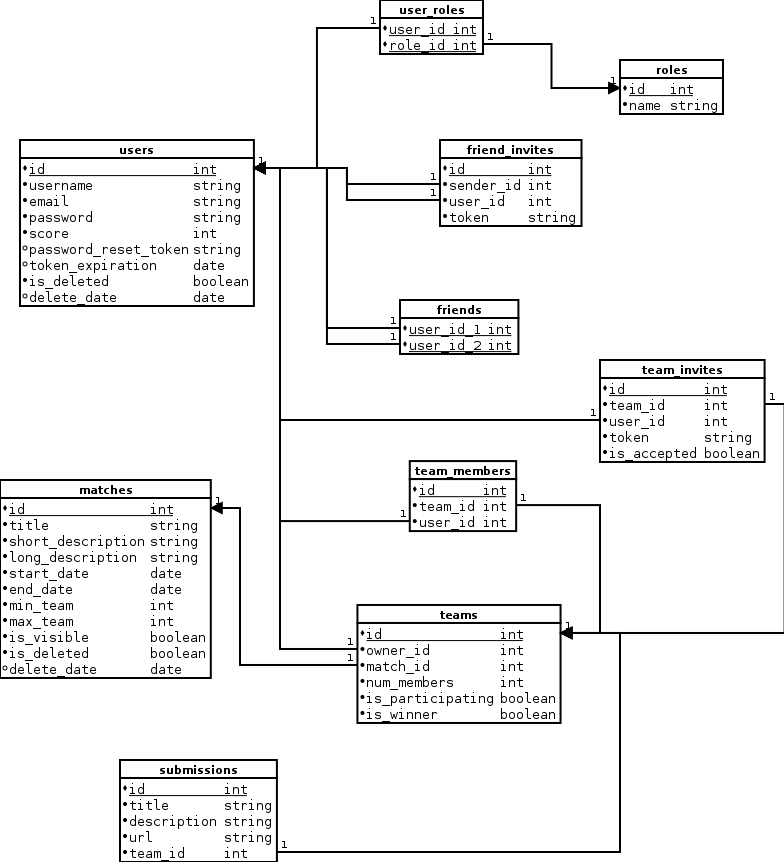 user_roles
1
user_id int
role_id int
1
roles
1
id int
name string
users
1
id int
username string
email string
password string
score int
password_reset_token string
token_expiration date
is_deleted boolean
delete_date date
friend_invites
id int
1
sender_id int
1
user_id int
token string
friends
1
user_id_1 int
1
user_id_2 int
team_invites
id int
1
team_id int
1
user_id int
token string
is_accepted boolean
team_members
id int
1
team_id int
1
user_id int
matches
1
id int
title string
short_description string
long_description string
start_date date
end_date date
min_team int
max_team int
is_visible boolean
is_deleted boolean
delete_date date
teams
1
id int
1
owner_id int
1
match_id int
num_members int
is_participating boolean
is_winner boolean
submissions
id int
title string
description string
url string
1
team_id int